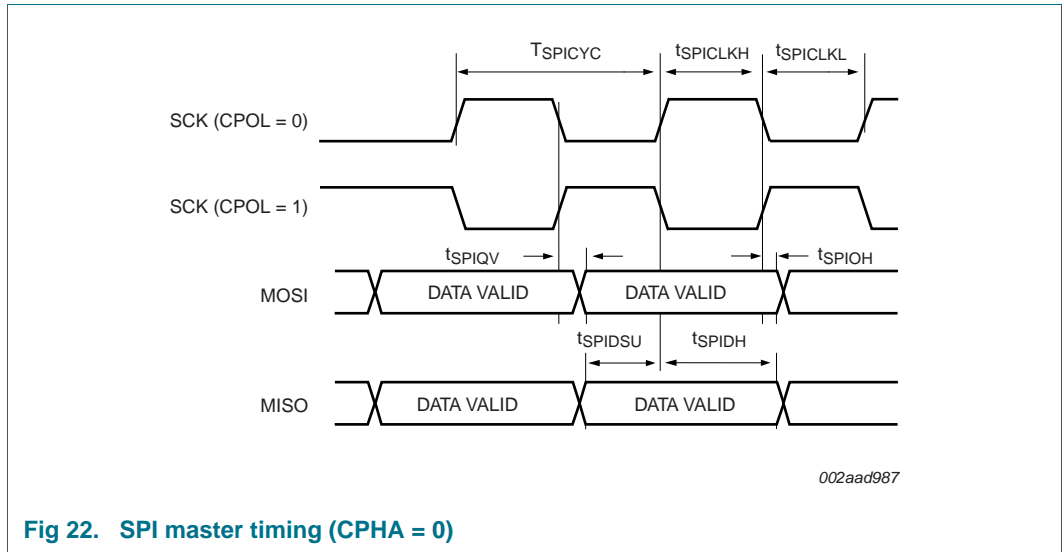 TSPICYC tSPICLKH tSPICLKL
SCK (CPOL = 0)
SCK (CPOL = 1)
tSPIQV tSPIOH
MOSI DATA VALID DATA VALID
tSPIDSU tSPIDH
MISO DATA VALID DATA VALID
002aad987
Fig 22. SPI master timing (CPHA = 0)